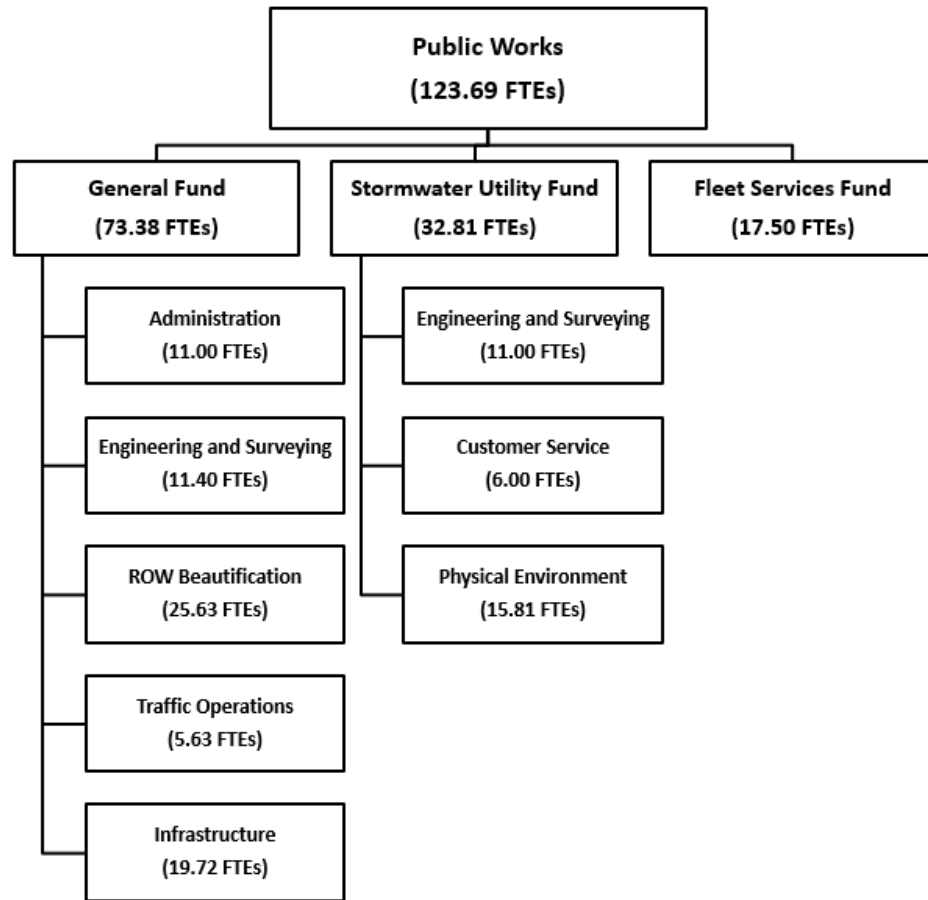 Public Works
(123.69 FTEs)
General Fund
(73.38 FTEs)
Stormwater Utility Fund
(32.81 FTEs)
Fleet Services Fund
(17.50 FTEs)
Administration
(11.00 FTEs)
Engineering and Surveying
(11.40 FTEs)
ROW Beautification
(25.63 FTEs)
Traffic Operations
(5.63 FTEs)
Infrastructure
(19.72 FTEs)
Engineering and Surveying
(11.00 FTEs)
Customer Service
(6.00 FTEs)
Physical Environment
(15.81 FTEs)